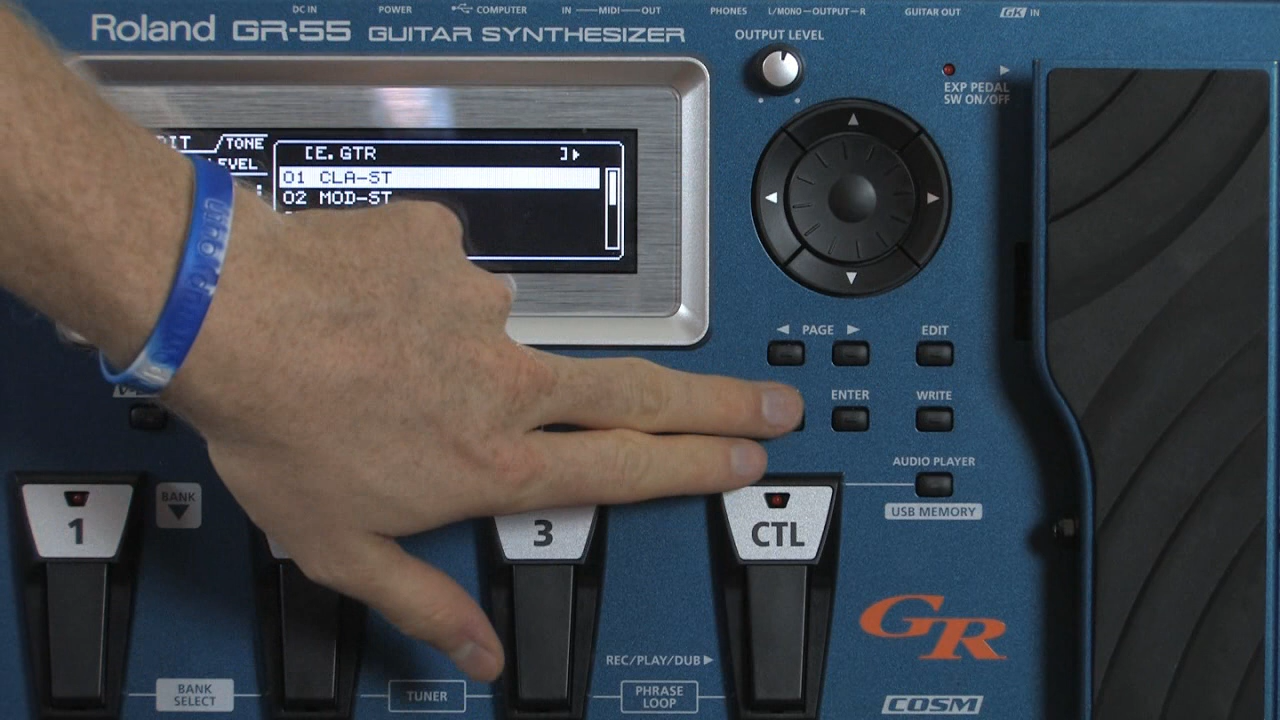 DC IN POWER COMPUTER IN MIDI OUT PHONES L/MONO OUTPUT R GUITAR OUT GK IN
Roland GR-55 GUITAR SYNTHESIZER
OUTPUT LEVEL
EXP PEDAL
SW ON/OFF
TONE
[E.GTR ]
01 CLA-ST
02 MOD-ST
PAGE EDIT
ENTER WRITE
AUDIO PLAYER
USB MEMORY
BANK
1 3 CTL
GR
REC/PLAY/DUB
BANK
SELECT
TUNER
PHRASE
LOOP
COSM